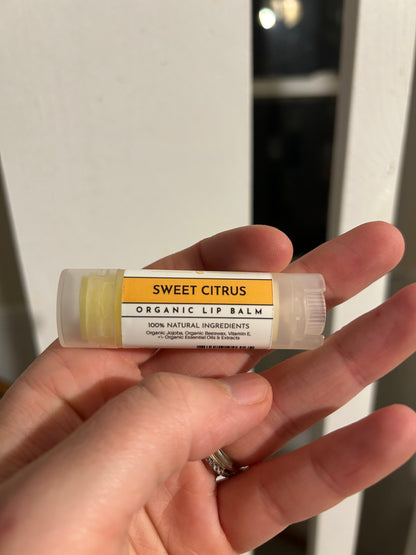 SWEET CITRUS
ORGANIC LIP BALM
100% NATURAL INGREDIENTS
Organic Jojoba, Organic Beeswax, Vitamin E,
Organic Essential Oils & Extracts